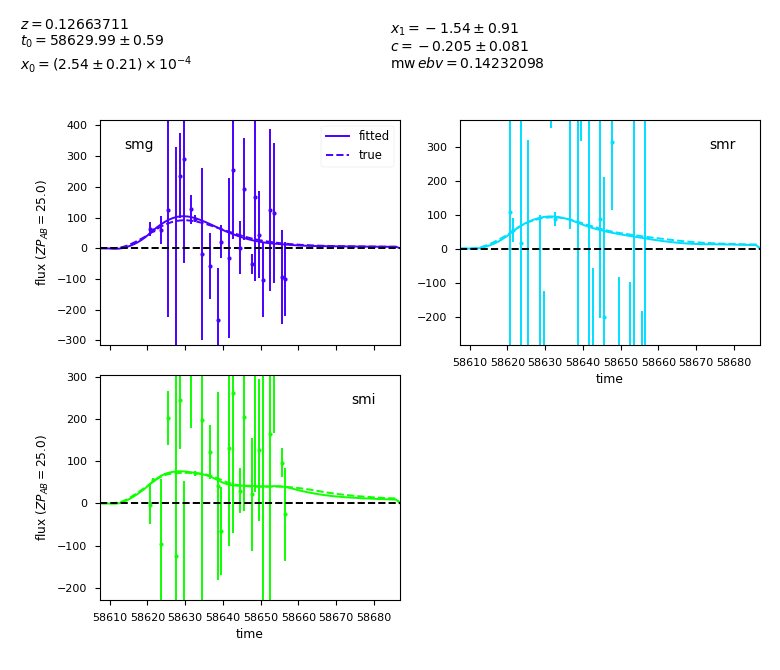 z = 0.12663711
t0 = 58629.99 ± 0.59
x0 = (2.54 ± 0.21) × 10^−4
x1 = −1.54 ± 0.91
c = −0.205 ± 0.081
mw ebv = 0.14232098
smg
fitted
true
400
300
200
100
0
−100
−200
−300
flux (ZP_AB = 25.0)
smr
300
200
100
0
−100
−200
58610 58620 58630 58640 58650 58660 58670 58680
time
smi
300
200
100
0
−100
−200
flux (ZP_AB = 25.0)
58610 58620 58630 58640 58650 58660 58670 58680
time